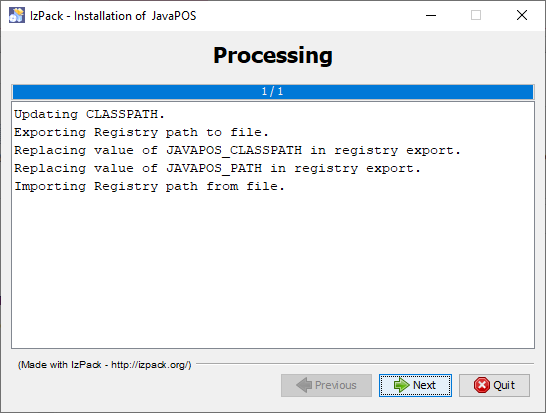 IzPack - Installation of JavaPOS
Processing
1 / 1
Updating CLASSPATH.
Exporting Registry path to file.
Replacing value of JAVAPOS_CLASSPATH in registry export.
Replacing value of JAVAPOS_PATH in registry export.
Importing Registry path from file.
(Made with IzPack - http://izpack.org/)
Previous
Next
Quit